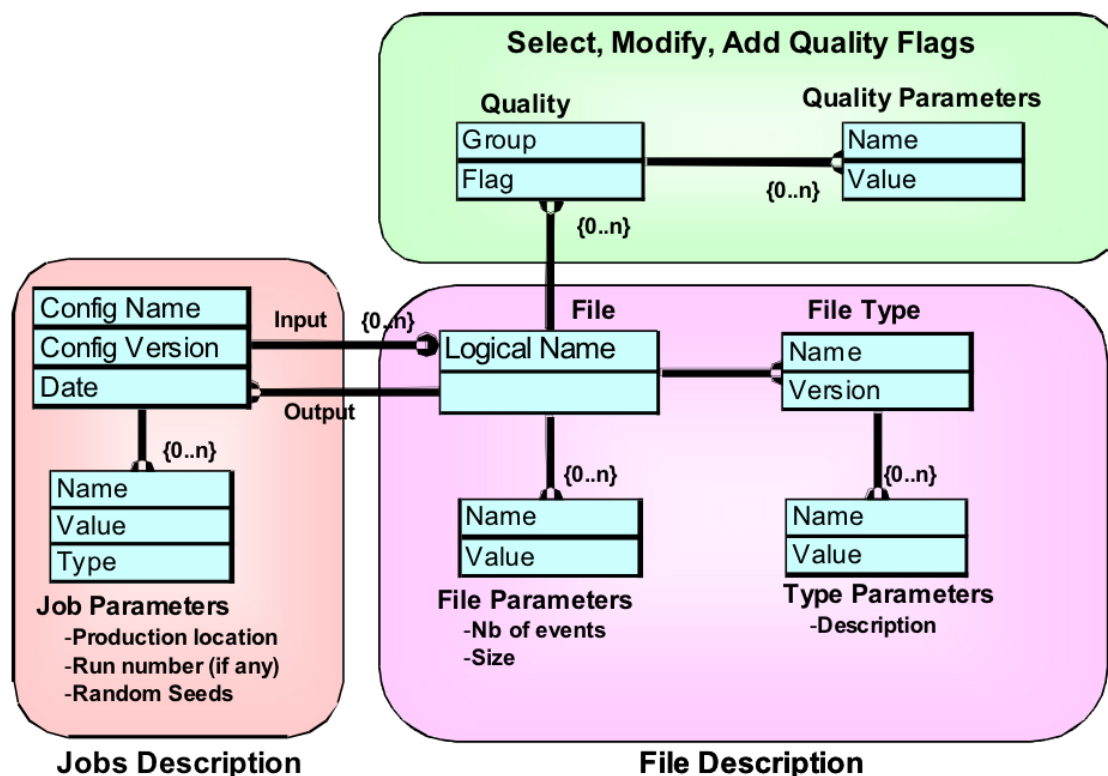 Select, Modify, Add Quality Flags
Quality
Quality Parameters
Group
Flag
{0..n}
Name
Value
{0..n}
Config Name
Config Version
Date
Input
{0..n}
Output
{0..n}
Name
Value
Type
Job Parameters
-Production location
-Run number (if any)
-Random Seeds
Jobs Description
File
Logical Name
File Type
Name
Version
{0..n}
Name
Value
File Parameters
-Nb of events
-Size
{0..n}
Name
Value
Type Parameters
-Description
File Description